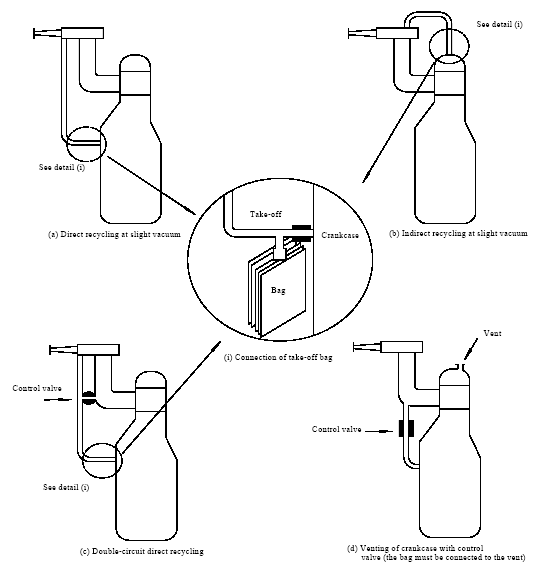 See detail (i)
See detail (i)
(a) Direct recycling at slight vacuum
(b) Indirect recycling at slight vacuum
Take-off
Crankcase
Bag
(i) Connection of take-off bag
Vent
Control valve
Control valve
See detail (i)
(c) Double-circuit direct recycling
(d) Venting of crankcase with control
valve (the bag must be connected to the vent)